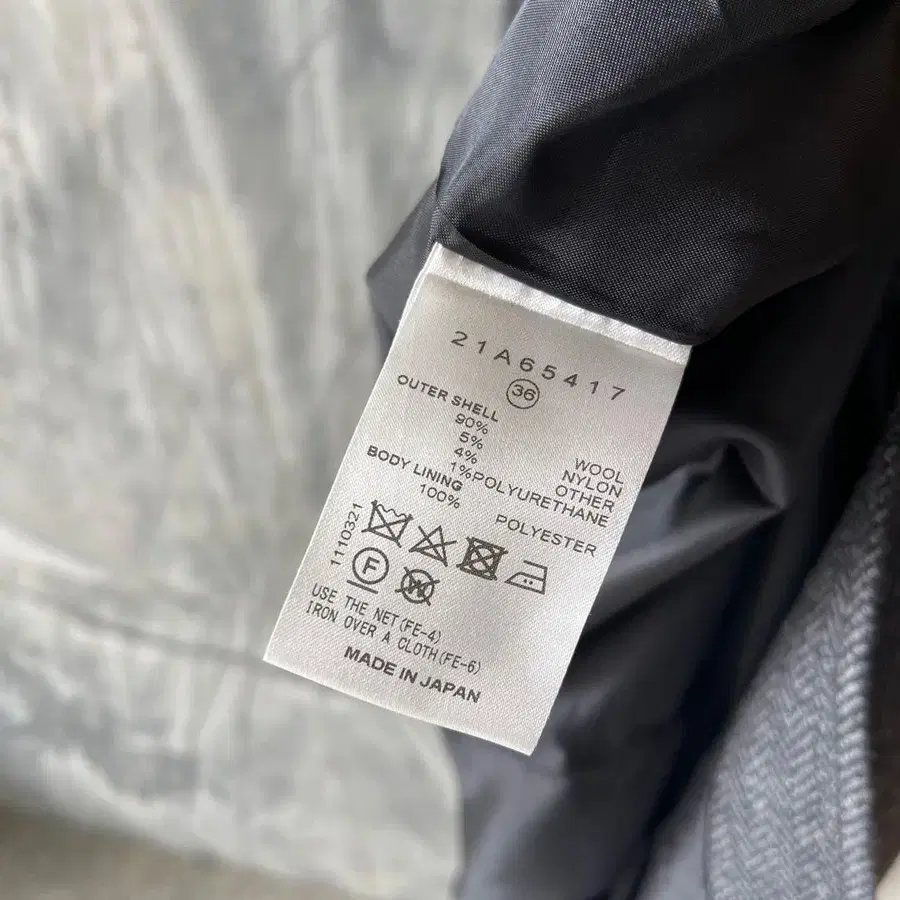 21A65417
36
OUTER SHELL
90% WOOL
5% NYLON
4% OTHER
1% POLYURETHANE
BODY LINING
100% POLYESTER
1110321
F
W
USE THE NET(FE-4)
IRON OVER A CLOTH(FE-6)
MADE IN JAPAN